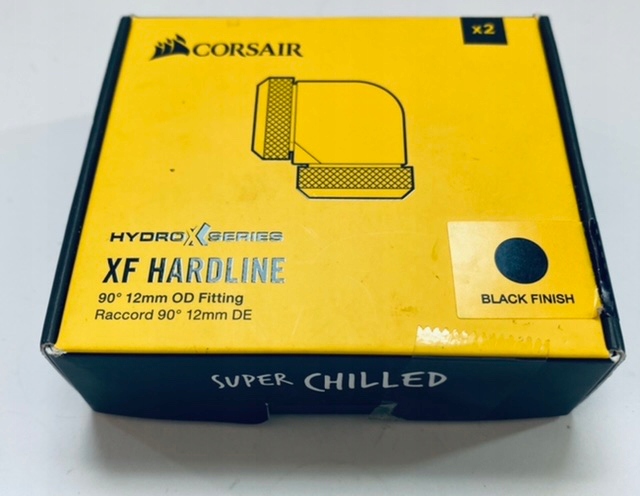 CORSAIR
x2
HYDRO X SERIES
XF HARDLINE
90° 12mm OD Fitting
Raccord 90° 12mm DE
BLACK FINISH
SUPER CHILLED